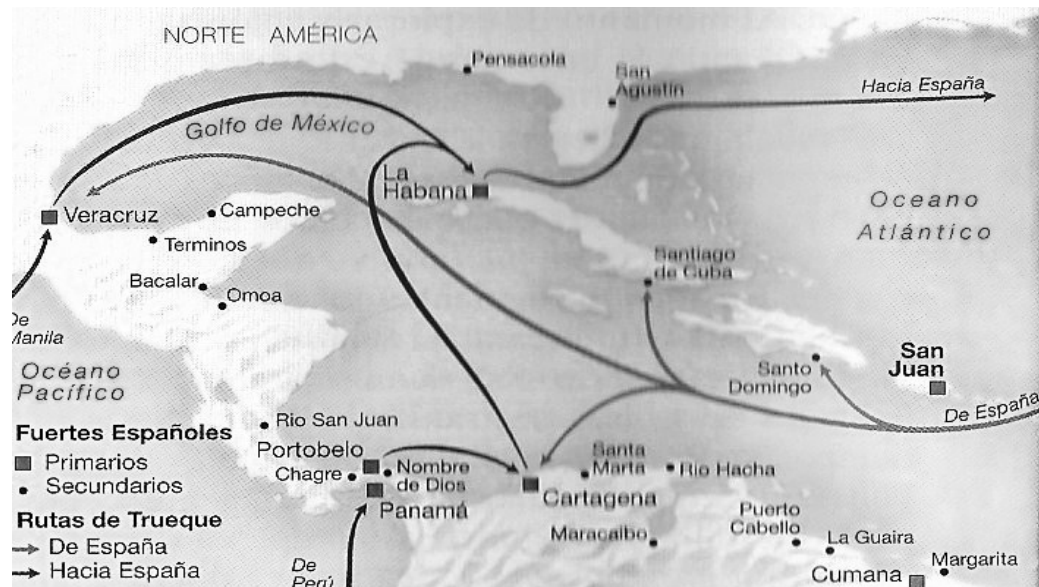 NORTE AMÉRICA
Pensacola
San
Agustín
Hacia España
Golfo de México
La
Habana
Oceano
Atlántico
Veracruz
Campeche
Terminos
Santiago
de Cuba
Bacalar
Omoa
De
Manila
Océano
Pacífico
Santo
Domingo
San
Juan
De España
Fuertes Españoles
Primarios
Secundarios
Rutas de Trueque
De España
Hacia España
Rio San Juan
Portobelo
Chagre
Nombre
de Dios
Panamá
De
Perú
Santa
Marta
Rio Hacha
Cartagena
Maracaibo
Puerto
Cabello
La Guaira
Cumana
Margarita